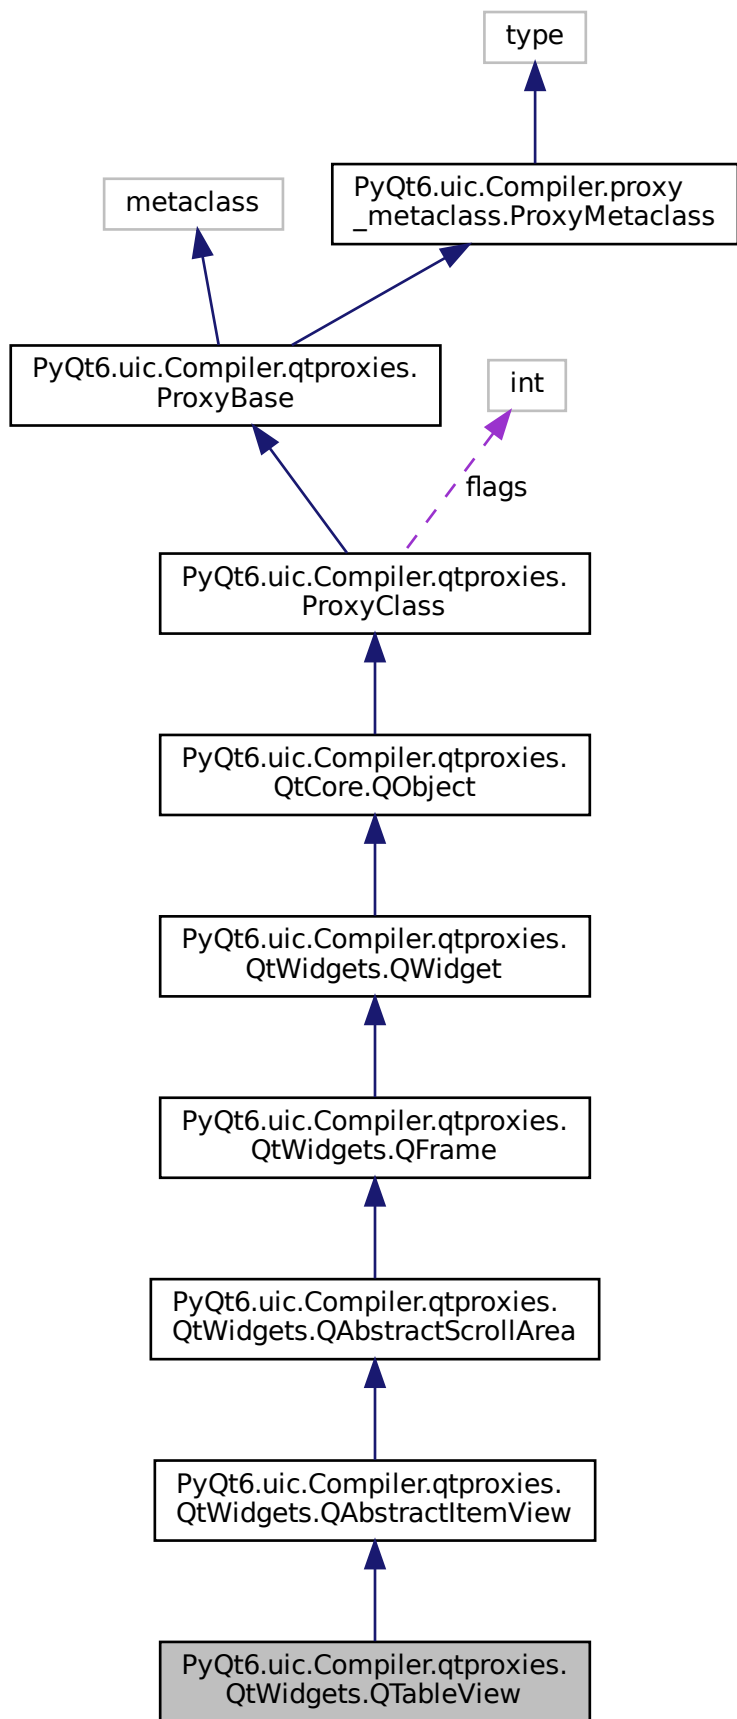 type
PyQt6.uic.Compiler.proxy
_metaclass.ProxyMetaclass
metaclass
PyQt6.uic.Compiler.qtproxies.
ProxyBase
int
flags
PyQt6.uic.Compiler.qtproxies.
ProxyClass
PyQt6.uic.Compiler.qtproxies.
QtCore.QObject
PyQt6.uic.Compiler.qtproxies.
QtWidgets.QWidget
PyQt6.uic.Compiler.qtproxies.
QtWidgets.QFrame
PyQt6.uic.Compiler.qtproxies.
QtWidgets.QAbstractScrollArea
PyQt6.uic.Compiler.qtproxies.
QtWidgets.QAbstractItemView
PyQt6.uic.Compiler.qtproxies.
QtWidgets.QTableView